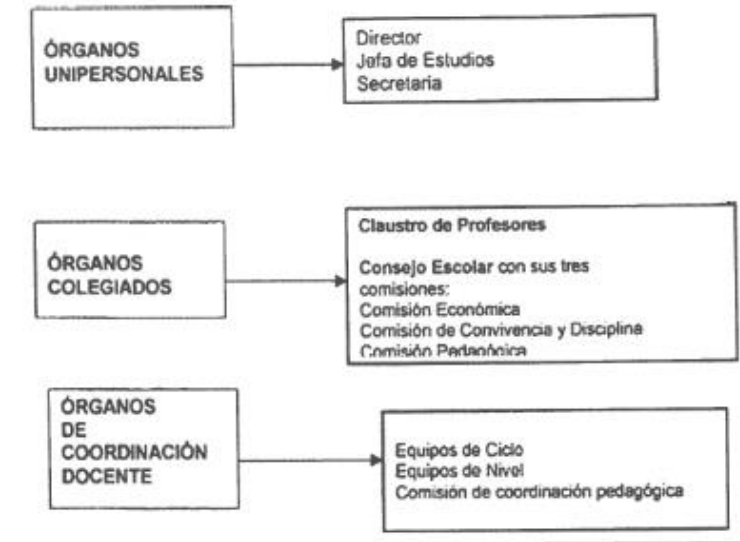 ÓRGANOS
UNIPERSONALES
Director
Jefa de Estudios
Secretaria
ÓRGANOS
COLEGIADOS
Claustro de Profesores
Consejo Escolar con sus tres
comisiones:
Comisión Económica
Comisión de Convivencia y Disciplina
Comisión Pedagógica
ÓRGANOS
DE
COORDINACIÓN
DOCENTE
Equipos de Ciclo
Equipos de Nivel
Comisión de coordinación pedagógica